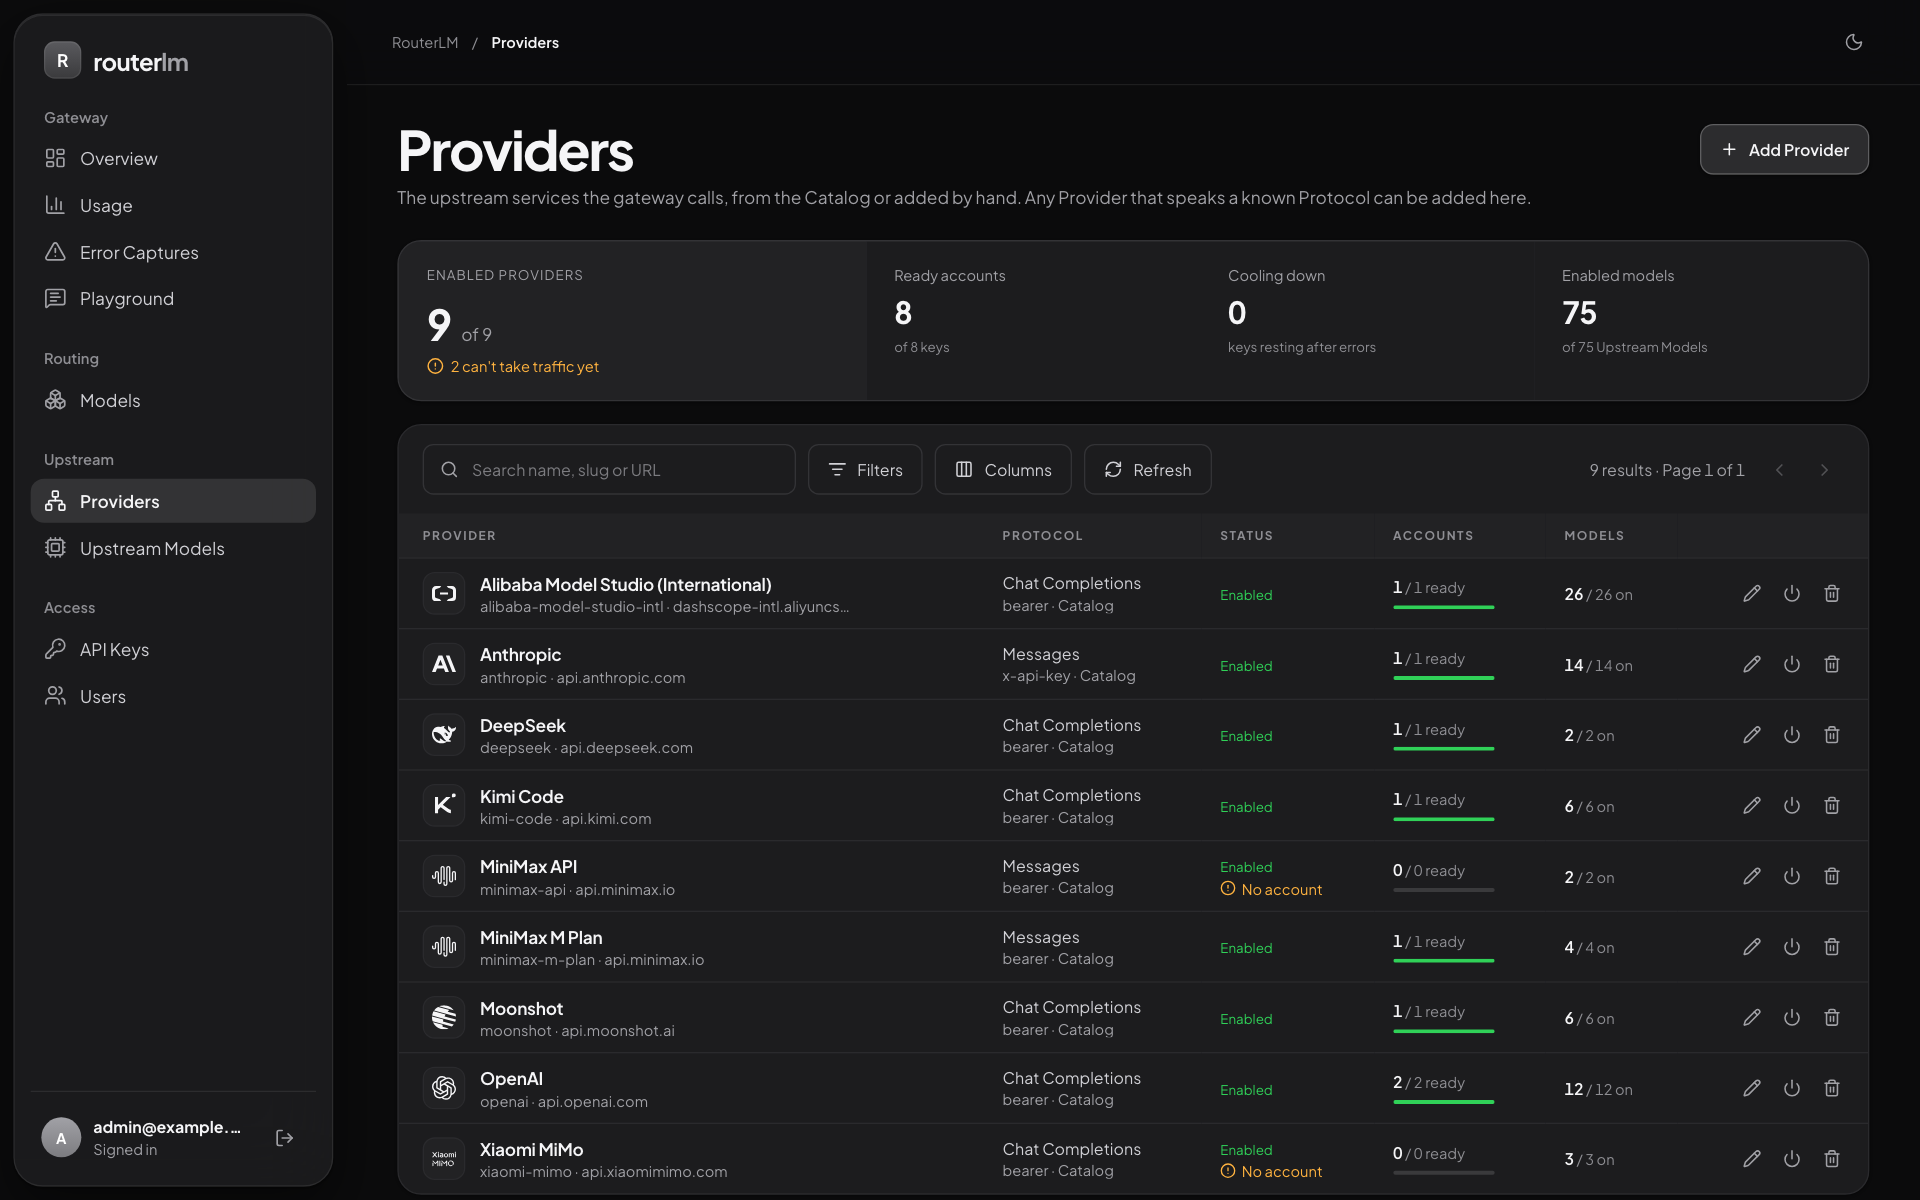 R routerlm
Gateway
Overview
Usage
Error Captures
Playground
Routing
Models
Upstream
Providers
Upstream Models
Access
API Keys
Users
A
admin@example....
Signed in
RouterLM / Providers
Providers
Add Provider
The upstream services the gateway calls, from the Catalog or added by hand. Any Provider that speaks a known Protocol can be added here.
ENABLED PROVIDERS
9 of 9
2 can't take traffic yet
Ready accounts
8
of 8 keys
Cooling down
0
keys resting after errors
Enabled models
75
of 75 Upstream Models
Search name, slug or URL
Filters
Columns
Refresh
9 results · Page 1 of 1
PROVIDER PROTOCOL STATUS ACCOUNTS MODELS
Alibaba Model Studio (International)
alibaba-model-studio-intl · dashscope-intl.aliyuncs...
Chat Completions
bearer · Catalog
Enabled
1 / 1 ready
26 / 26 on
Anthropic
anthropic · api.anthropic.com
Messages
x-api-key · Catalog
Enabled
1 / 1 ready
14 / 14 on
DeepSeek
deepseek · api.deepseek.com
Chat Completions
bearer · Catalog
Enabled
1 / 1 ready
2 / 2 on
Kimi Code
kimi-code · api.kimi.com
Chat Completions
bearer · Catalog
Enabled
1 / 1 ready
6 / 6 on
MiniMax API
minimax-api · api.minimax.io
Messages
bearer · Catalog
Enabled
No account
0 / 0 ready
2 / 2 on
MiniMax M Plan
minimax-m-plan · api.minimax.io
Messages
bearer · Catalog
Enabled
1 / 1 ready
4 / 4 on
Moonshot
moonshot · api.moonshot.ai
Chat Completions
bearer · Catalog
Enabled
1 / 1 ready
6 / 6 on
OpenAI
openai · api.openai.com
Chat Completions
bearer · Catalog
Enabled
2 / 2 ready
12 / 12 on
Xiaomi
MIMO
Xiaomi MiMo
xiaomi-mimo · api.xiaomimimo.com
Chat Completions
bearer · Catalog
Enabled
No account
0 / 0 ready
3 / 3 on